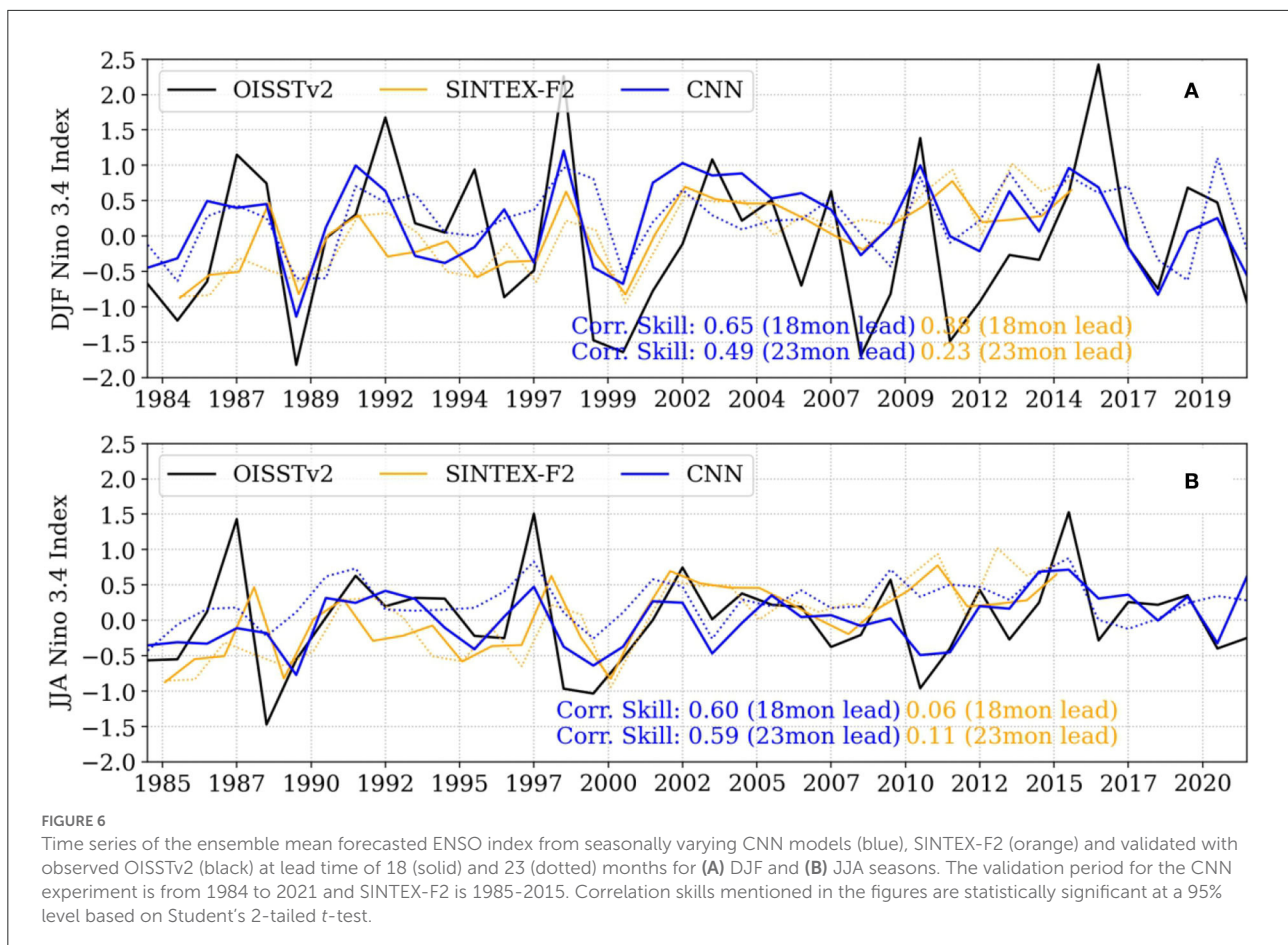 2.5
2.0
1.5
1.0
0.5
0.0
−0.5
−1.0
−1.5
−2.0
DJF Nino 3.4 Index
OISSTv2 SINTEX-F2 CNN
A
Corr. Skill: 0.65 (18mon lead) 0.38 (18mon lead)
Corr. Skill: 0.49 (23mon lead) 0.23 (23mon lead)
1984 1987 1989 1992 1994 1997 1999 2002 2004 2007 2009 2012 2014 2017 2019
2.5
2.0
1.5
1.0
0.5
0.0
−0.5
−1.0
−1.5
−2.0
JJA Nino 3.4 Index
OISSTv2 SINTEX-F2 CNN
B
Corr. Skill: 0.60 (18mon lead) 0.06 (18mon lead)
Corr. Skill: 0.59 (23mon lead) 0.11 (23mon lead)
1985 1987 1990 1992 1995 1997 2000 2002 2005 2007 2010 2012 2015 2017 2020
FIGURE 6
Time series of the ensemble mean forecasted ENSO index from seasonally varying CNN models (blue), SINTEX-F2 (orange) and validated with
observed OISSTv2 (black) at lead time of 18 (solid) and 23 (dotted) months for (A) DJF and (B) JJA seasons. The validation period for the CNN
experiment is from 1984 to 2021 and SINTEX-F2 is 1985-2015. Correlation skills mentioned in the figures are statistically significant at a 95%
level based on Student's 2-tailed t-test.